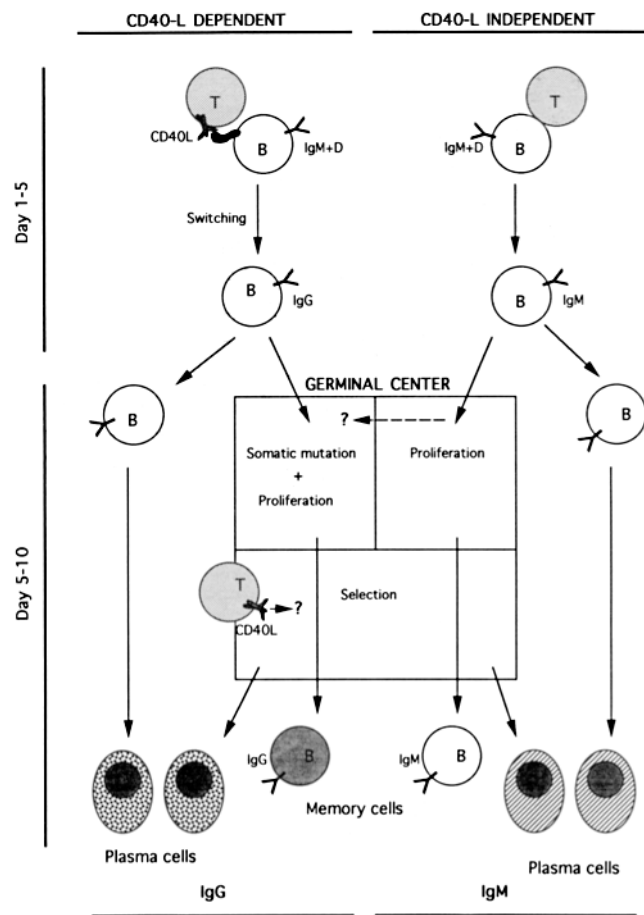 CD40-L DEPENDENT
CD40-L INDEPENDENT
Day 1-5
T
CD40L
B
IgM+D
T
IgM+D
B
Switching
B
IgG
B
IgM
Day 5-10
B
B
GERMINAL CENTER
?
Somatic mutation
+
Proliferation
Proliferation
T
CD40L
?
Selection
IgG
B
IgM
B
Memory cells
Plasma cells
Plasma cells
IgG
IgM